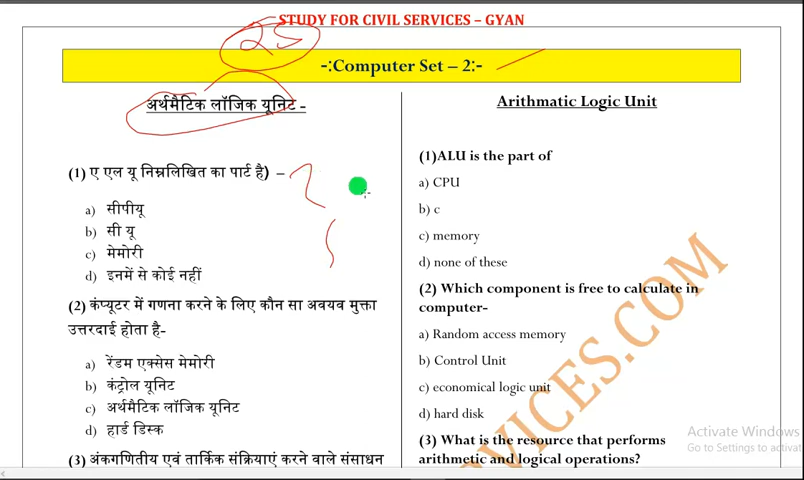 STUDY FOR CIVIL SERVICES – GYAN
25
-:Computer Set – 2:-
अर्थमैटिक लॉजिक यूनिट -
(1) ए एल यू निम्नलिखित का पार्ट है) –
a) सीपीयू
b) सी यू
c) मेमोरी
d) इनमें से कोई नहीं
(2) कंप्यूटर में गणना करने के लिए कौन सा अवयव मुक्ता
उत्तरदाई होता है-
a) रेंडम एक्सेस मेमोरी
b) कंट्रोल यूनिट
c) अर्थमैटिक लॉजिक यूनिट
d) हार्ड डिस्क
(3) अंकगणितीय एवं तार्किक संक्रियाएं करने वाले संसाधन
Arithmatic Logic Unit
(1)ALU is the part of
a) CPU
b) c
c) memory
d) none of these
(2) Which component is free to calculate in
computer-
a) Random access memory
b) Control Unit
c) economical logic unit
d) hard disk
(3) What is the resource that performs
arithmetic and logical operations?
VICES.COM
Activate Windows
Go to Settings to activat